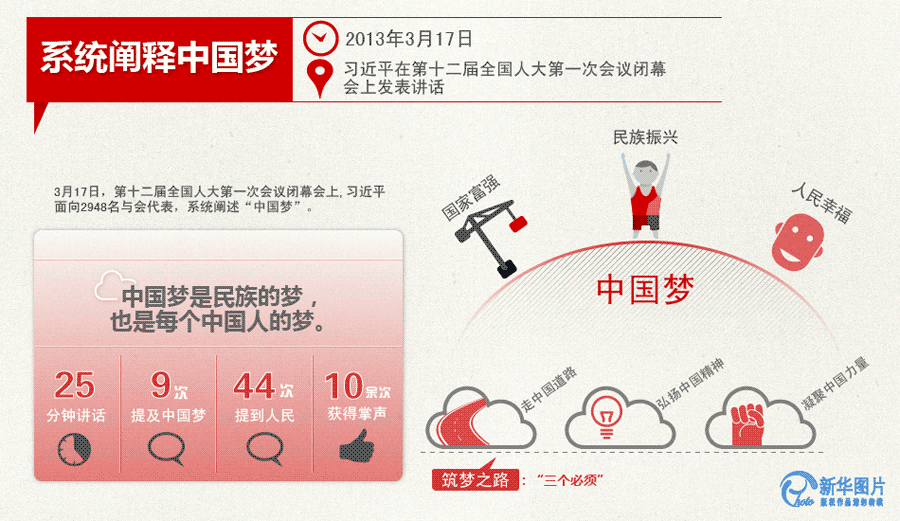 系统阐释中国梦
2013年3月17日
习近平在第十二届全国人大第一次会议闭幕
会上发表讲话
3月17日，第十二届全国人大第一次会议闭幕会上,习近平
面向2948名与会代表，系统阐述“中国梦”。
中国梦是民族的梦，
也是每个中国人的梦。
25
分钟讲话
9次
提及中国梦
44次
提到人民
10余次
获得掌声
国家富强
民族振兴
人民幸福
中国梦
走中国道路
弘扬中国精神
凝聚中国力量
筑梦之路：“三个必须”
Photo
新华图片
版权作品请勿转载